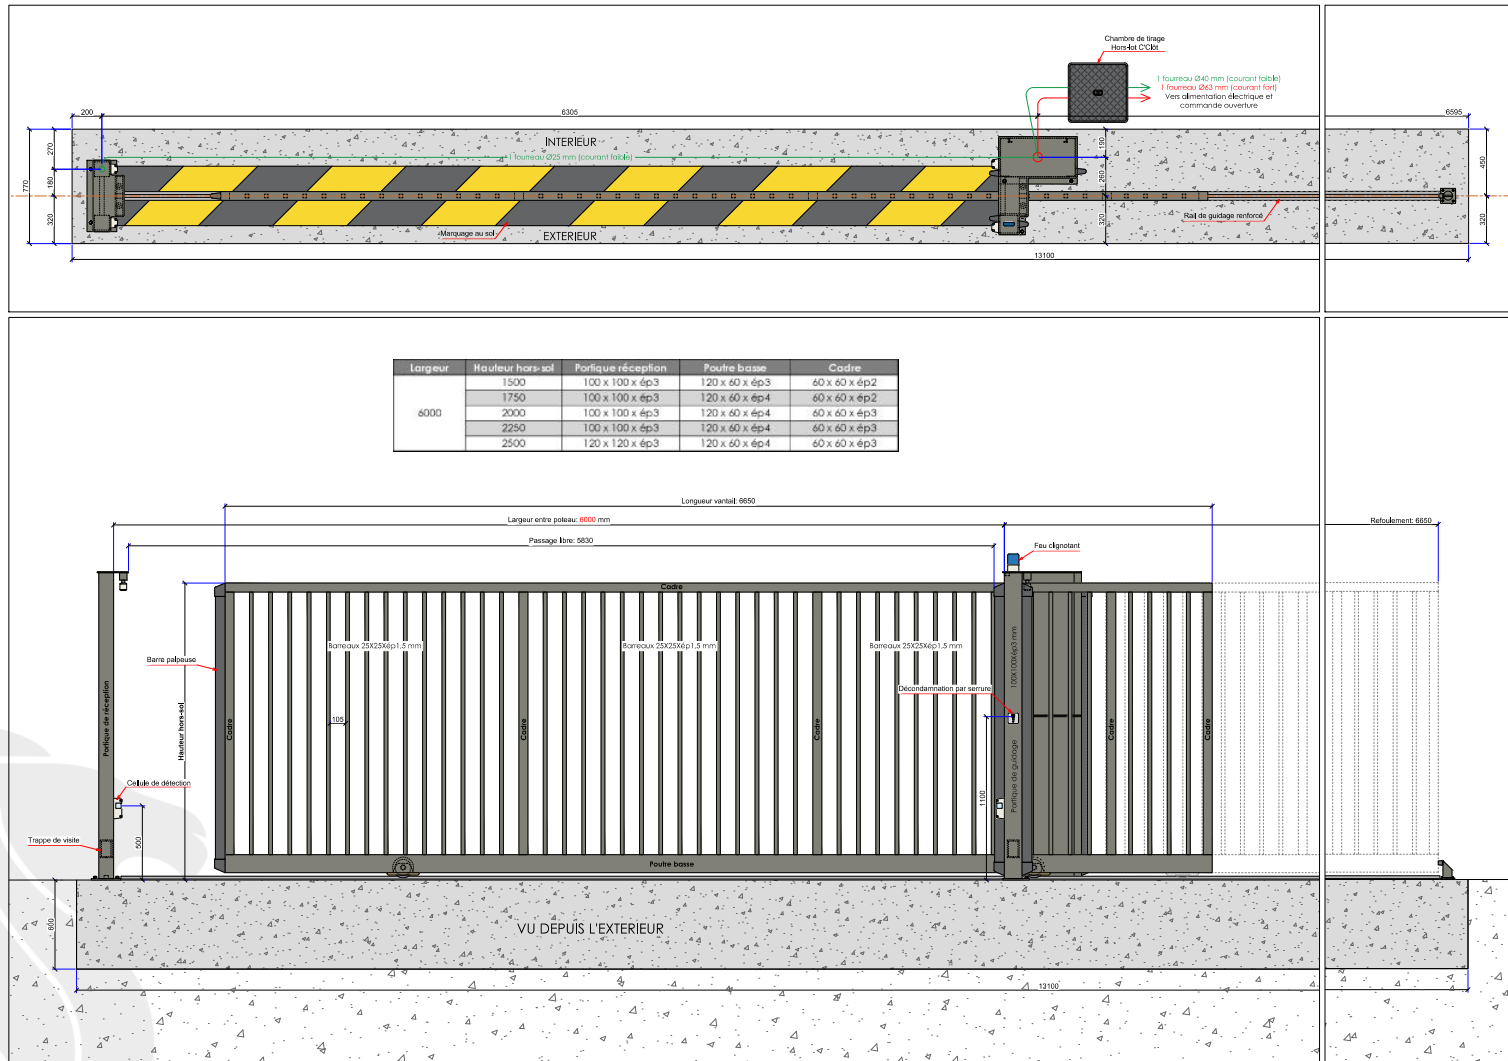 Chambre de tirage
Hors-lot C'Clôt
1 fourreau Ø40 mm (courant faible)
1 fourreau Ø63 mm (courant fort)
Vers alimentation électrique et
commande ouverture
200
6305
6595
INTERIEUR
1 fourreau Ø25 mm (courant faible)
270
180
320
770
190
260
320
450
320
Marquage au sol
EXTERIEUR
Rail de guidage renforcé
13100
Largeur Hauteur hors-sol Portique réception Poutre basse Cadre
6000
1500 100 x 100 x ép3 120 x 60 x ép3 60 x 60 x ép2
1750 100 x 100 x ép3 120 x 60 x ép4 60 x 60 x ép2
2000 100 x 100 x ép3 120 x 60 x ép4 60 x 60 x ép3
2250 100 x 100 x ép3 120 x 60 x ép4 60 x 60 x ép3
2500 120 x 120 x ép3 120 x 60 x ép4 60 x 60 x ép3
Longueur vantail: 6650
Largeur entre poteau: 6000 mm
Refoulement: 6650
Passage libre: 5830
Feu clignotant
Cadre
Barreaux 25X25Xép1,5 mm
Barreaux 25X25Xép1,5 mm
Barreaux 25X25Xép1,5 mm
Barre palpeuse
Décondamnation par serrure
100X100Xép3 mm
Portique de guidage
Portique de réception
Hauteur hors-sol
Cadre
Cadre
Cadre
Cadre
Cadre
105
1100
Cellule de détection
500
Trappe de visite
Poutre basse
600
VU DEPUIS L'EXTERIEUR
13100